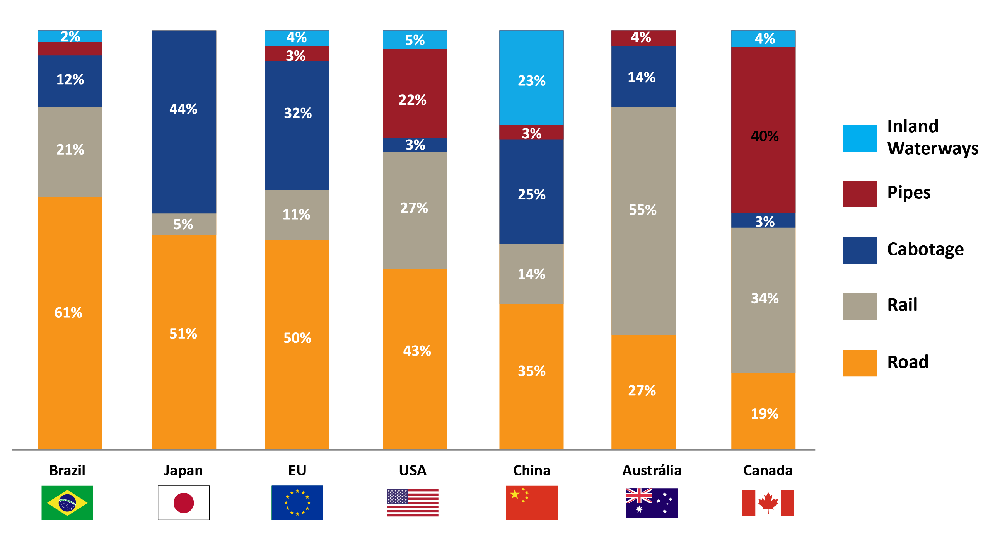 2%
12%
21%
61%
44%
5%
51%
4%
3%
32%
11%
50%
5%
22%
3%
27%
43%
23%
3%
25%
14%
35%
4%
14%
55%
27%
4%
40%
3%
34%
19%
Inland
Waterways
Pipes
Cabotage
Rail
Road
Brazil
Japan
EU
USA
China
Austrália
Canada